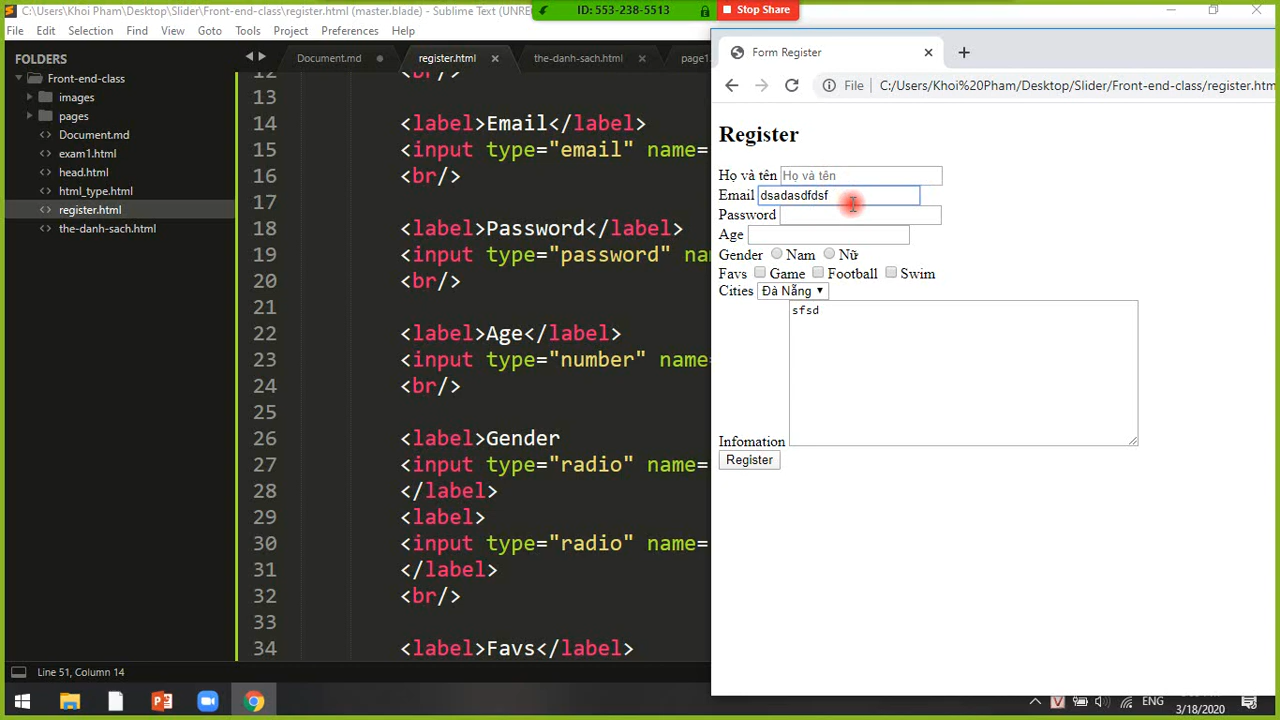 C:\Users\Khoi Pham\Desktop\Slider\Front-end-class\register.html (master.blade) - Sublime Text (UNRE
ID: 553-238-5513
Stop Share
File Edit Selection Find View Goto Tools Project Preferences Help
FOLDERS
Front-end-class
images
pages
Document.md
exam1.html
head.html
html_type.html
register.html
the-danh-sach.html
Document.md register.html the-danh-sach.html page1.
<br/>
13
14 <label>Email</label>
15 <input type="email" name=
16 <br/>
17
18 <label>Password</label>
19 <input type="password" na
20 <br/>
21
22 <label>Age</label>
23 <input type="number" name=
24 <br/>
25
26 <label>Gender
27 <input type="radio" name=
28 </label>
29 <label>
30 <input type="radio" name=
31 </label>
32 <br/>
33
34 <label>Favs</label>
Line 51, Column 14
Form Register
File C:/Users/Khoi%20Pham/Desktop/Slider/Front-end-class/register.htm
Register
Họ và tên Họ và tên
Email dsadasdfdsf
Password
Age
Gender Nam Nữ
Favs Game Football Swim
Cities Đà Nẵng
sfsd
Infomation
Register
ENG
3/18/2020